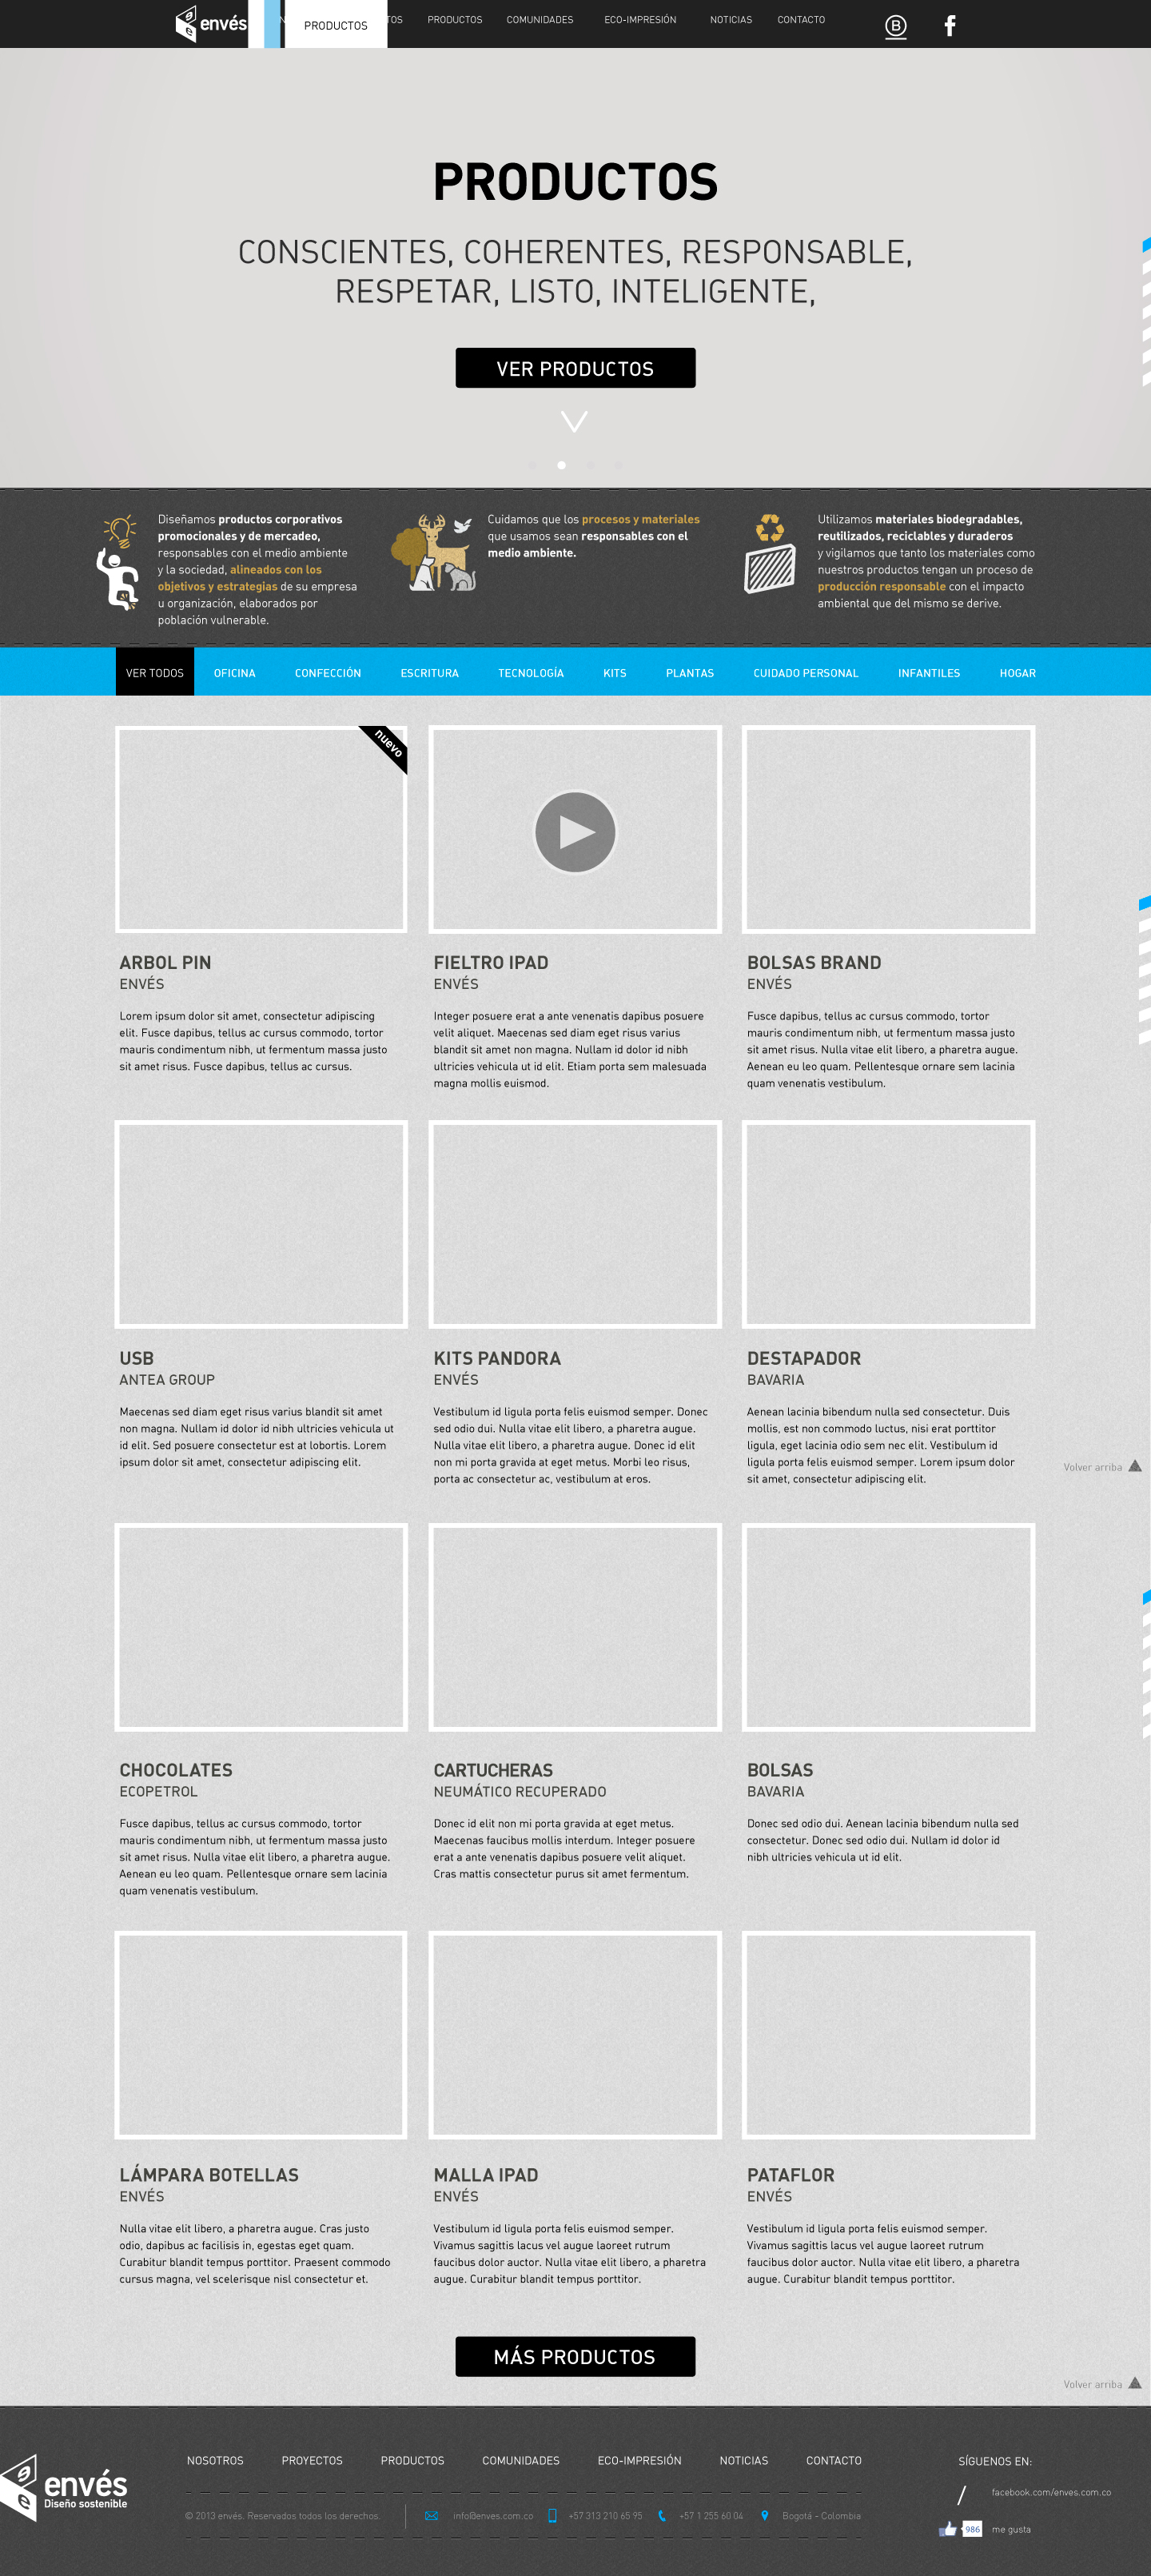 envés
PRODUCTOS
TOS
PRODUCTOS
COMUNIDADES
ECO-IMPRESIÓN
NOTICIAS
CONTACTO
B
f
PRODUCTOS
CONSCIENTES, COHERENTES, RESPONSABLE,
RESPETAR, LISTO, INTELIGENTE,
VER PRODUCTOS
Diseñamos productos corporativos
promocionales y de mercadeo,
responsables con el medio ambiente
y la sociedad, alineados con los
objetivos y estrategias de su empresa
u organización, elaborados por
población vulnerable.
Cuidamos que los procesos y materiales
que usamos sean responsables con el
medio ambiente.
Utilizamos materiales biodegradables,
reutilizados, reciclables y duraderos
y vigilamos que tanto los materiales como
nuestros productos tengan un proceso de
producción responsable con el impacto
ambiental que del mismo se derive.
VER TODOS
OFICINA
CONFECCIÓN
ESCRITURA
TECNOLOGÍA
KITS
PLANTAS
CUIDADO PERSONAL
INFANTILES
HOGAR
nuevo
ARBOL PIN
ENVÉS
Lorem ipsum dolor sit amet, consectetur adipiscing
elit. Fusce dapibus, tellus ac cursus commodo, tortor
mauris condimentum nibh, ut fermentum massa justo
sit amet risus. Fusce dapibus, tellus ac cursus.
FIELTRO IPAD
ENVÉS
Integer posuere erat a ante venenatis dapibus posuere
velit aliquet. Maecenas sed diam eget risus varius
blandit sit amet non magna. Nullam id dolor id nibh
ultricies vehicula ut id elit. Etiam porta sem malesuada
magna mollis euismod.
BOLSAS BRAND
ENVÉS
Fusce dapibus, tellus ac cursus commodo, tortor
mauris condimentum nibh, ut fermentum massa justo
sit amet risus. Nulla vitae elit libero, a pharetra augue.
Aenean eu leo quam. Pellentesque ornare sem lacinia
quam venenatis vestibulum.
USB
ANTEA GROUP
Maecenas sed diam eget risus varius blandit sit amet
non magna. Nullam id dolor id nibh ultricies vehicula ut
id elit. Sed posuere consectetur est at lobortis. Lorem
ipsum dolor sit amet, consectetur adipiscing elit.
KITS PANDORA
ENVÉS
Vestibulum id ligula porta felis euismod semper. Donec
sed odio dui. Nulla vitae elit libero, a pharetra augue.
Nulla vitae elit libero, a pharetra augue. Donec id elit
non mi porta gravida at eget metus. Morbi leo risus,
porta ac consectetur ac, vestibulum at eros.
DESTAPADOR
BAVARIA
Aenean lacinia bibendum nulla sed consectetur. Duis
mollis, est non commodo luctus, nisi erat porttitor
ligula, eget lacinia odio sem nec elit. Vestibulum id
ligula porta felis euismod semper. Lorem ipsum dolor
sit amet, consectetur adipiscing elit.
Volver arriba
CHOCOLATES
ECOPETROL
Fusce dapibus, tellus ac cursus commodo, tortor
mauris condimentum nibh, ut fermentum massa justo
sit amet risus. Nulla vitae elit libero, a pharetra augue.
Aenean eu leo quam. Pellentesque ornare sem lacinia
quam venenatis vestibulum.
CARTUCHERAS
NEUMÁTICO RECUPERADO
Donec id elit non mi porta gravida at eget metus.
Maecenas faucibus mollis interdum. Integer posuere
erat a ante venenatis dapibus posuere velit aliquet.
Cras mattis consectetur purus sit amet fermentum.
BOLSAS
BAVARIA
Donec sed odio dui. Aenean lacinia bibendum nulla sed
consectetur. Donec sed odio dui. Nullam id dolor id
nibh ultricies vehicula ut id elit.
LÁMPARA BOTELLAS
ENVÉS
Nulla vitae elit libero, a pharetra augue. Cras justo
odio, dapibus ac facilisis in, egestas eget quam.
Curabitur blandit tempus porttitor. Praesent commodo
cursus magna, vel scelerisque nisl consectetur et.
MALLA IPAD
ENVÉS
Vestibulum id ligula porta felis euismod semper.
Vivamus sagittis lacus vel augue laoreet rutrum
faucibus dolor auctor. Nulla vitae elit libero, a pharetra
augue. Curabitur blandit tempus porttitor.
PATAFLOR
ENVÉS
Vestibulum id ligula porta felis euismod semper.
Vivamus sagittis lacus vel augue laoreet rutrum
faucibus dolor auctor. Nulla vitae elit libero, a pharetra
augue. Curabitur blandit tempus porttitor.
MÁS PRODUCTOS
Volver arriba
envés
Diseño sostenible
NOSOTROS
PROYECTOS
PRODUCTOS
COMUNIDADES
ECO-IMPRESIÓN
NOTICIAS
CONTACTO
© 2013 envés. Reservados todos los derechos.
info@enves.com.co
+57 313 210 65 95
+57 1 255 60 04
Bogotá - Colombia
SÍGUENOS EN:
facebook.com/enves.com.co
986
me gusta